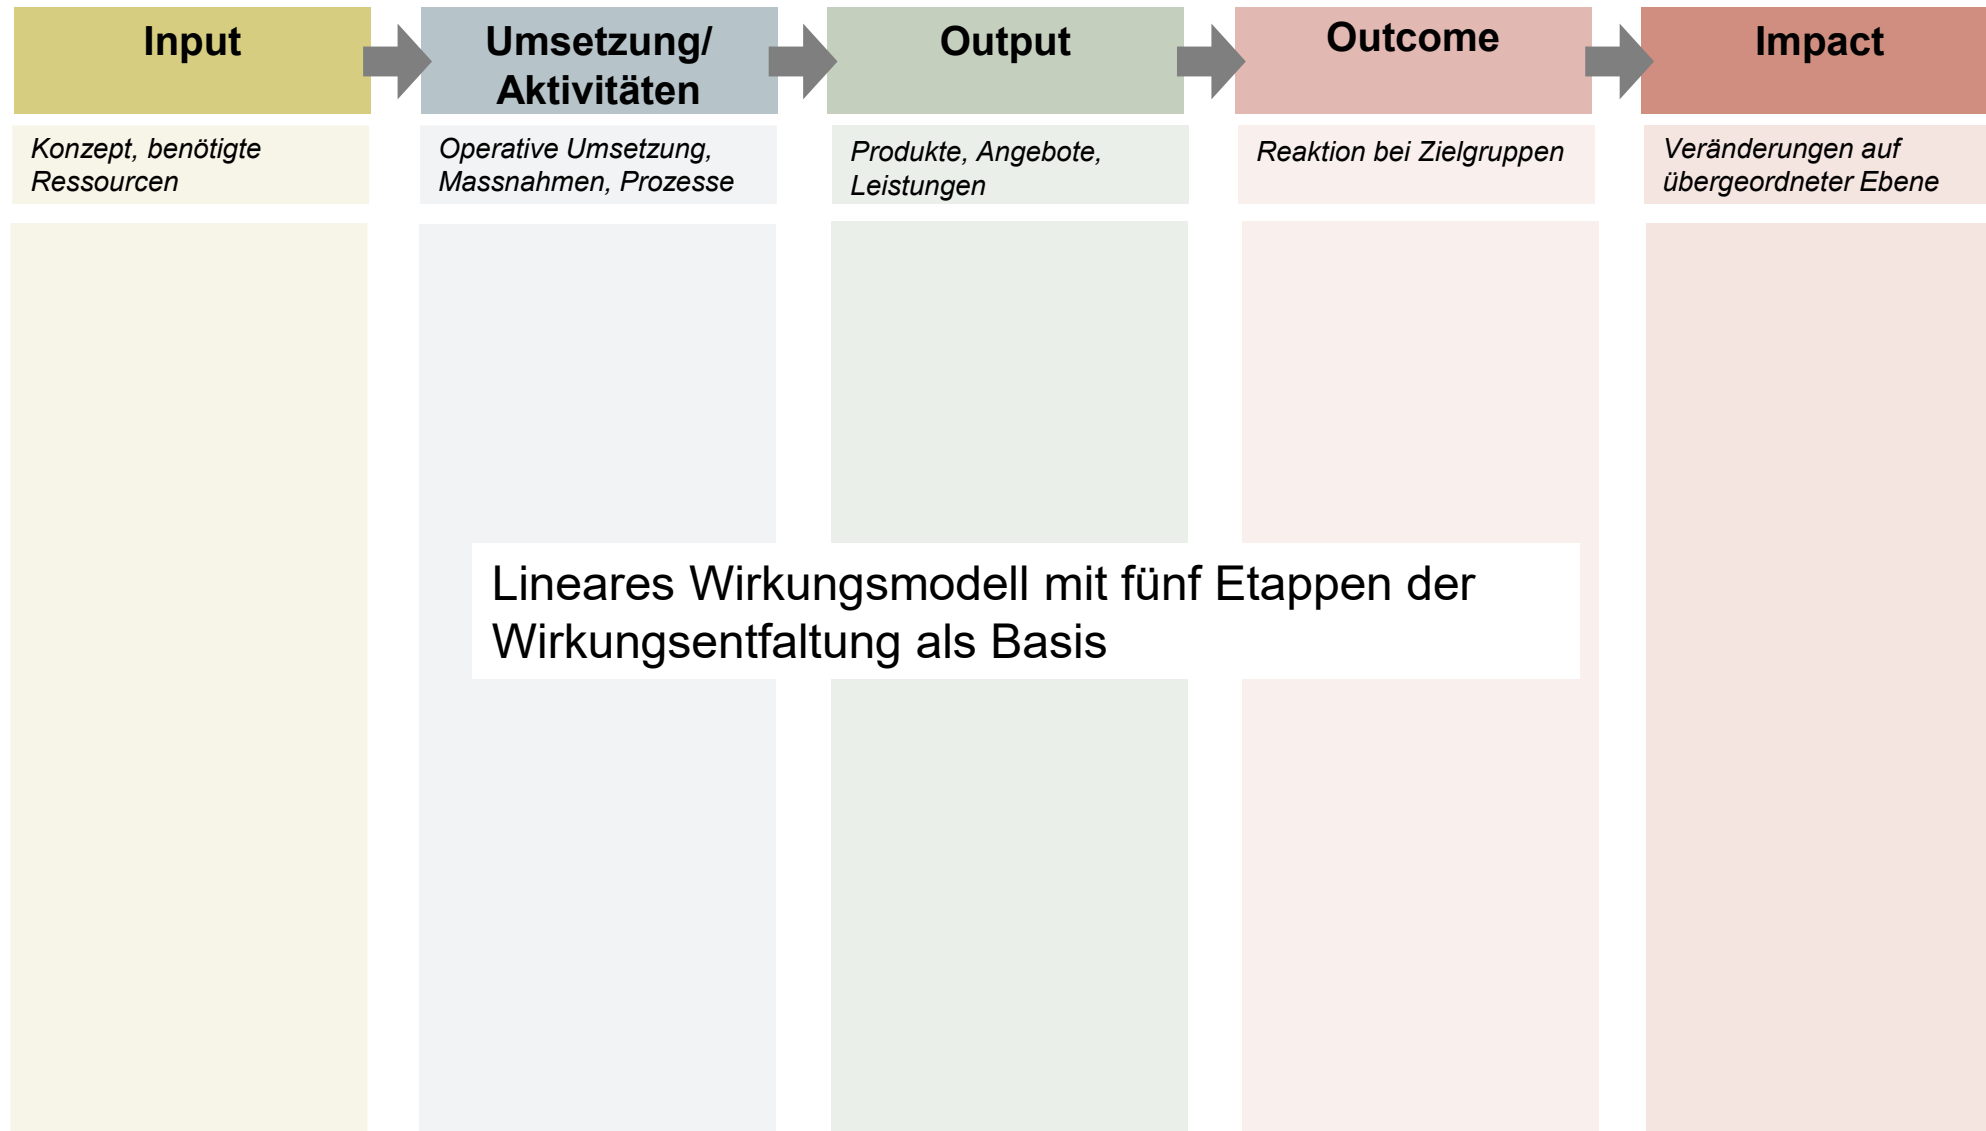 Input
Umsetzung/
Aktivitäten
Output
Outcome
Impact
Konzept, benötigte
Ressourcen
Operative Umsetzung,
Massnahmen, Prozesse
Produkte, Angebote,
Leistungen
Reaktion bei Zielgruppen
Veränderungen auf
übergeordneter Ebene
Lineares Wirkungsmodell mit fünf Etappen der
Wirkungsentfaltung als Basis